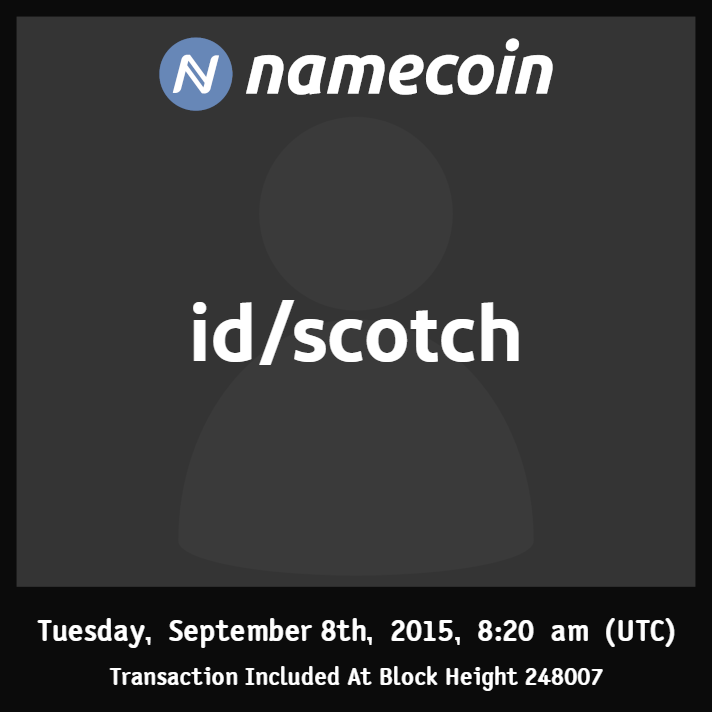 namecoin
id/scotch
Tuesday, September 8th, 2015, 8:20 am (UTC)
Transaction Included At Block Height 248007